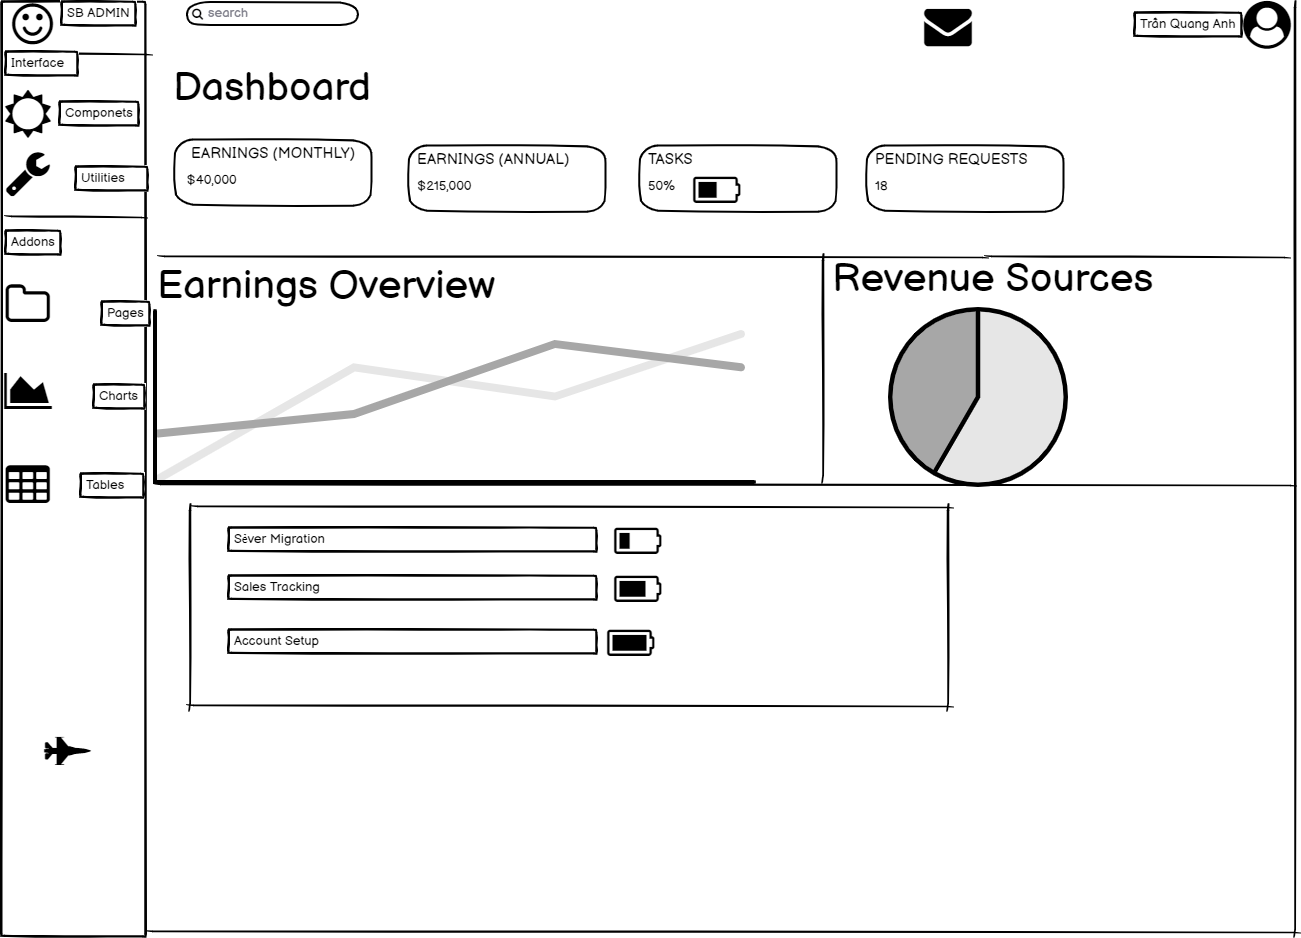 SB ADMIN
search
Trần Quang Anh
Interface
Componets
Utilities
Addons
Pages
Charts
Tables
Dashboard
EARNINGS (MONTHLY)
$40,000
EARNINGS (ANNUAL)
$215,000
TASKS
50%
PENDING REQUESTS
18
Earnings Overview
Revenue Sources
Sẻver Migration
Sales Tracking
Account Setup